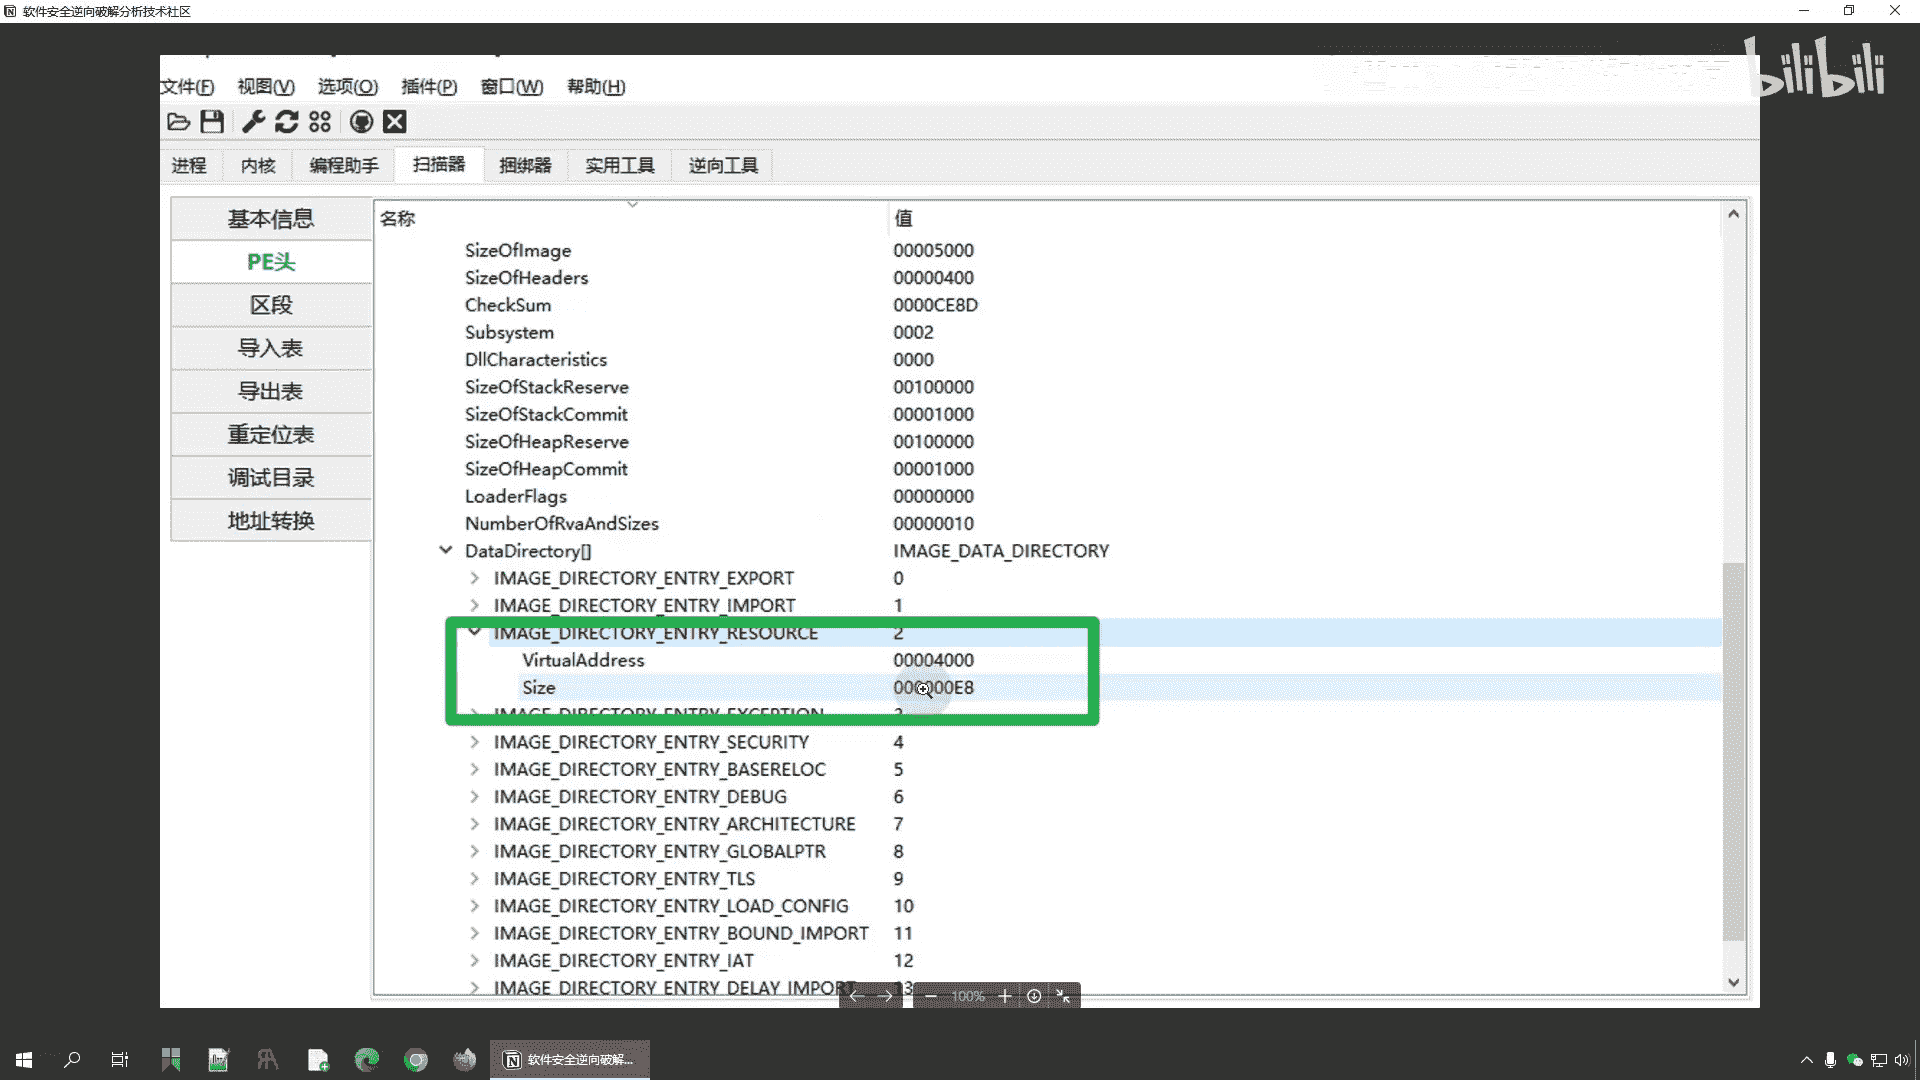 软件安全逆向破解分析技术社区
bilibili
文件(F) 视图(V) 选项(O) 插件(P) 窗口(W) 帮助(H)
进程 内核 编程助手 扫描器 捆绑器 实用工具 逆向工具
基本信息
PE头
区段
导入表
导出表
重定位表
调试目录
地址转换
名称 值
SizeOfImage 00005000
SizeOfHeaders 00000400
CheckSum 0000CE8D
Subsystem 0002
DllCharacteristics 0000
SizeOfStackReserve 00100000
SizeOfStackCommit 00001000
SizeOfHeapReserve 00100000
SizeOfHeapCommit 00001000
LoaderFlags 00000000
NumberOfRvaAndSizes 00000010
DataDirectory[] IMAGE_DATA_DIRECTORY
IMAGE_DIRECTORY_ENTRY_EXPORT 0
IMAGE_DIRECTORY_ENTRY_IMPORT 1
IMAGE_DIRECTORY_ENTRY_RESOURCE 2
VirtualAddress 00004000
Size 000000E8
IMAGE_DIRECTORY_ENTRY_EXCEPTION 3
IMAGE_DIRECTORY_ENTRY_SECURITY 4
IMAGE_DIRECTORY_ENTRY_BASERELOC 5
IMAGE_DIRECTORY_ENTRY_DEBUG 6
IMAGE_DIRECTORY_ENTRY_ARCHITECTURE 7
IMAGE_DIRECTORY_ENTRY_GLOBALPTR 8
IMAGE_DIRECTORY_ENTRY_TLS 9
IMAGE_DIRECTORY_ENTRY_LOAD_CONFIG 10
IMAGE_DIRECTORY_ENTRY_BOUND_IMPORT 11
IMAGE_DIRECTORY_ENTRY_IAT 12
IMAGE_DIRECTORY_ENTRY_DELAY_IMPORT 13
100%
软件安全逆向破解...